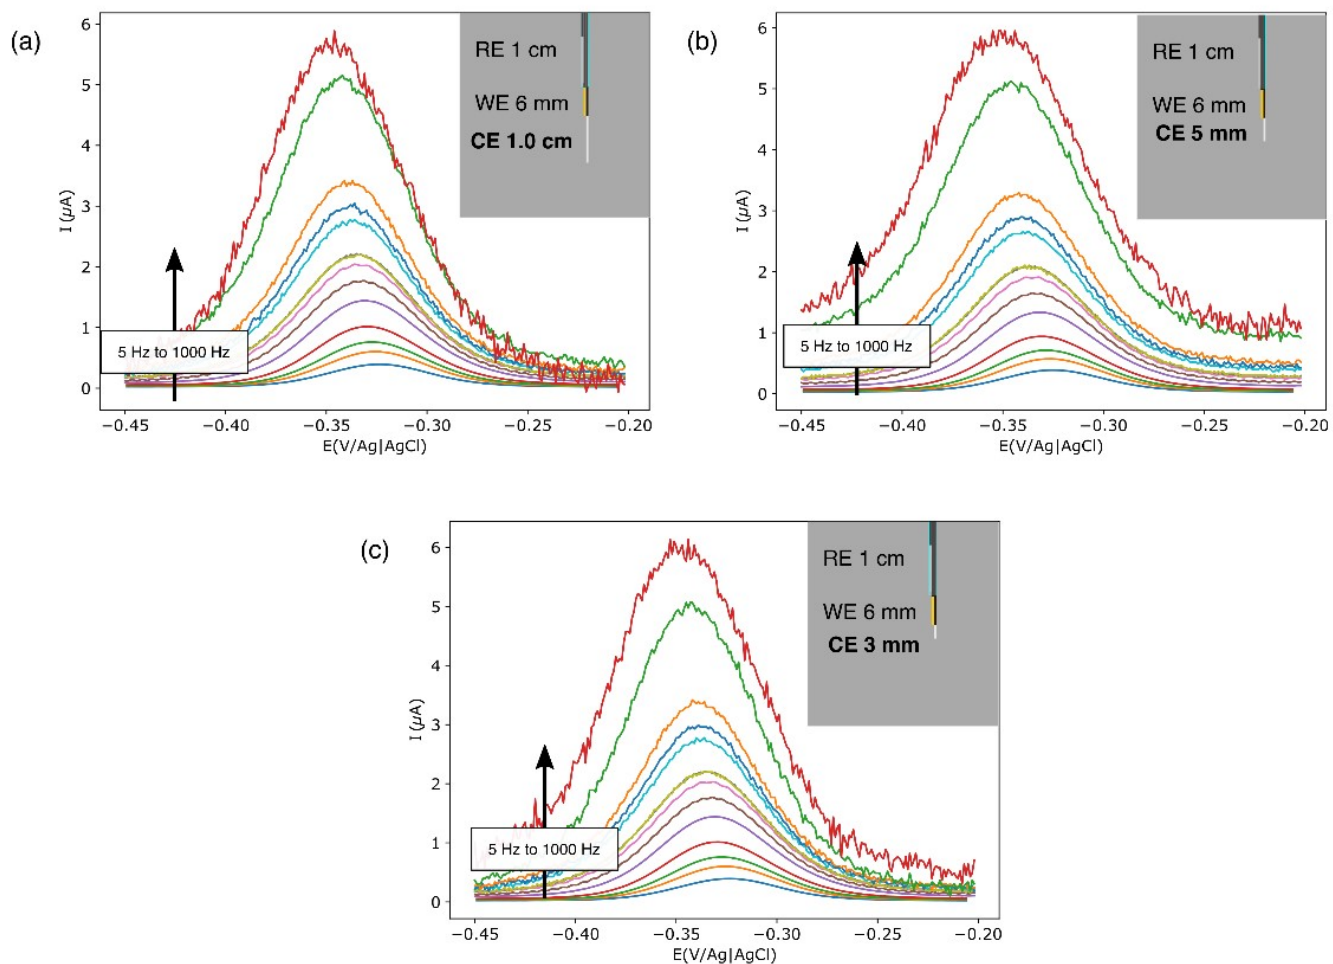 (a)
6
5
4
3
2
1
0
I (μA)
RE 1 cm
WE 6 mm
CE 1.0 cm
5 Hz to 1000 Hz
−0.45 −0.40 −0.35 −0.30 −0.25 −0.20
E(V/Ag|AgCl)
(b)
6
5
4
3
2
1
0
I (μA)
RE 1 cm
WE 6 mm
CE 5 mm
5 Hz to 1000 Hz
−0.45 −0.40 −0.35 −0.30 −0.25 −0.20
E(V/Ag|AgCl)
(c)
6
5
4
3
2
1
0
I (μA)
RE 1 cm
WE 6 mm
CE 3 mm
5 Hz to 1000 Hz
−0.45 −0.40 −0.35 −0.30 −0.25 −0.20
E(V/Ag|AgCl)